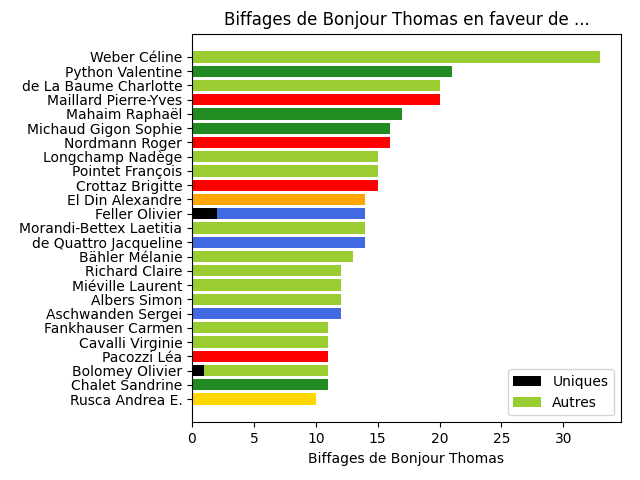 Biffages de Bonjour Thomas en faveur de ...
Weber Céline
Python Valentine
de La Baume Charlotte
Maillard Pierre-Yves
Mahaim Raphaël
Michaud Gigon Sophie
Nordmann Roger
Longchamp Nadège
Pointet François
Crottaz Brigitte
El Din Alexandre
Feller Olivier
Morandi-Bettex Laetitia
de Quattro Jacqueline
Bähler Mélanie
Richard Claire
Miéville Laurent
Albers Simon
Aschwanden Sergei
Fankhauser Carmen
Cavalli Virginie
Pacozzi Léa
Bolomey Olivier
Chalet Sandrine
Rusca Andrea E.
Uniques
Autres
0 5 10 15 20 25 30
Biffages de Bonjour Thomas